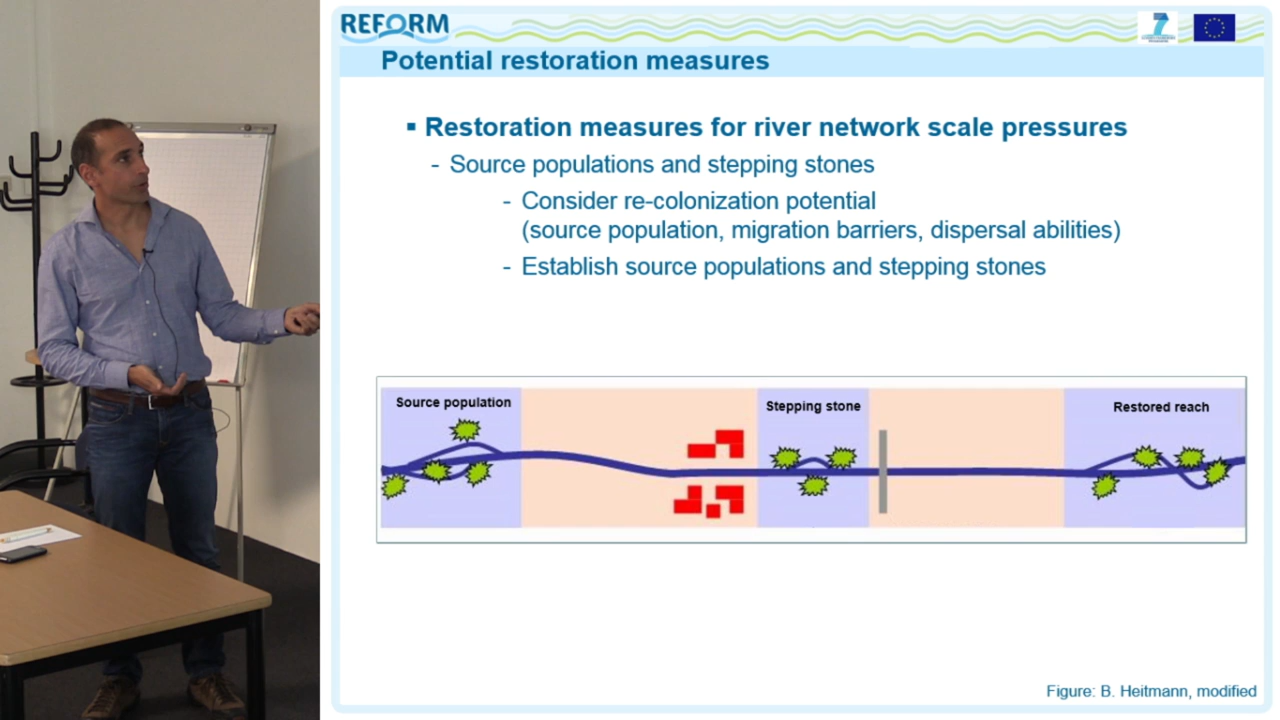 REFORM
7
Potential restoration measures
▪ Restoration measures for river network scale pressures
- Source populations and stepping stones
- Consider re-colonization potential
(source population, migration barriers, dispersal abilities)
- Establish source populations and stepping stones
Source population
Stepping stone
Restored reach
Figure: B. Heitmann, modified